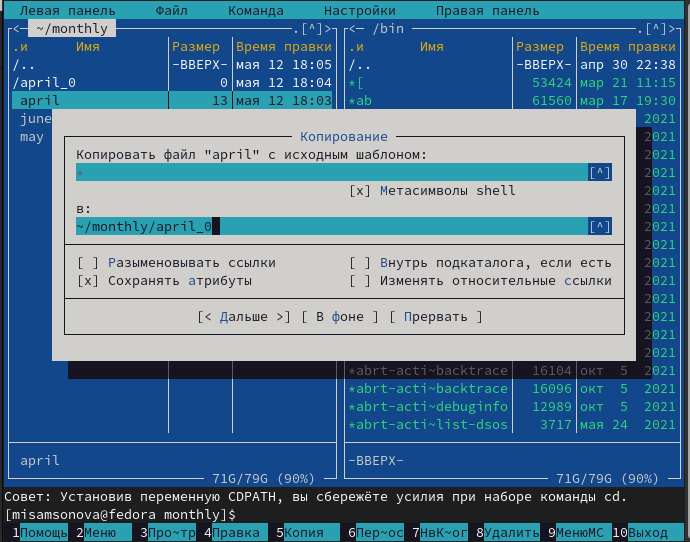 Левая панель Файл Команда Настройки Правая панель
<─ ~/monthly .[^]> <─ /bin .[^]>
.и Имя Размер Время правки .и Имя Размер Время правки
/.. -ВВЕРХ- мая 12 18:05 /.. -ВВЕРХ- апр 30 22:38
/april_0 0 мая 12 18:04 *[ 53424 мар 21 11:15
april 13 мая 12 18:03 *ab 61560 мар 17 19:30
june 2021
may 2021
Копирование 2021
Копировать файл "april" с исходным шаблоном: 2021
* [^] 2021
[x] Метасимволы shell 2021
в: 2021
~/monthly/april_0 [^] 2021
2021
[ ] Разыменовывать ссылки [ ] Внутрь подкаталога, если есть 2021
[x] Сохранять атрибуты [ ] Изменять относительные ссылки 2021
2021
[< Дальше >] [ В фоне ] [ Прервать ] 2021
2021
*abrt-acti~backtrace 16104 окт 5 2021
*abrt-acti~backtrace 16096 окт 5 2021
*abrt-acti~debuginfo 12989 окт 5 2021
*abrt-acti~list-dsos 3717 мая 24 2021
april -ВВЕРХ-
71G/79G (90%) 71G/79G (90%)
Совет: Установив переменную CDPATH, вы сбережёте усилия при наборе команды cd.
[misamsonova@fedora monthly]$
1Помощь 2Меню 3Про~тр 4Правка 5Копия 6Пер~ос 7НвК~ог 8Удалить 9МенюMC 10Выход